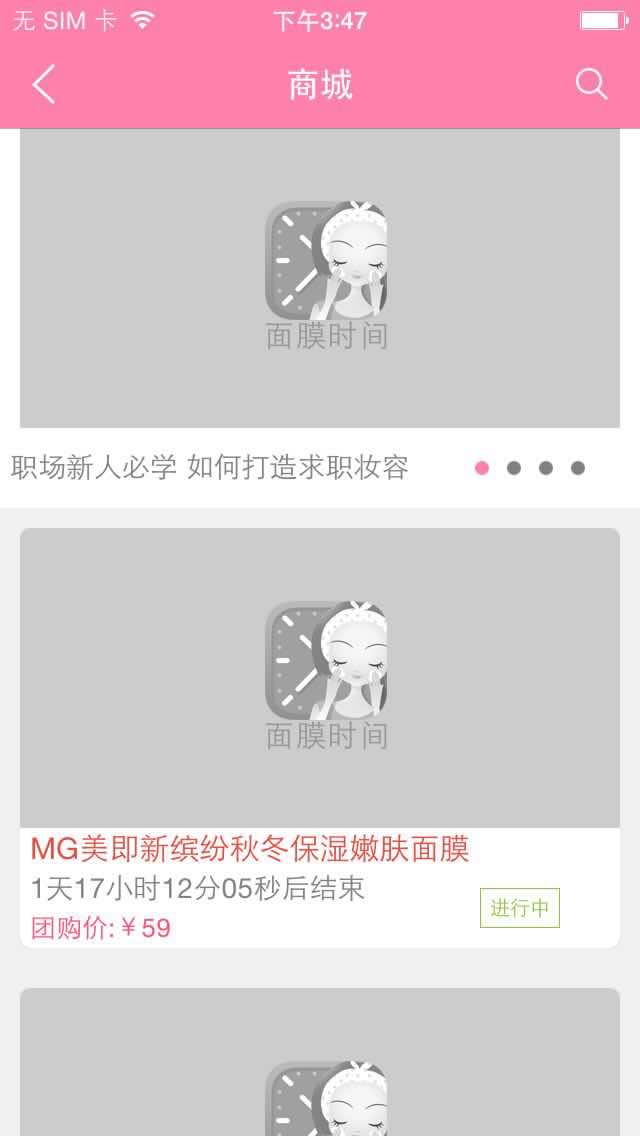 无 SIM 卡 下午3:47
商城
面膜时间
职场新人必学 如何打造求职妆容
面膜时间
MG美即新缤纷秋冬保湿嫩肤面膜
1天17小时12分05秒后结束
进行中
团购价:￥59